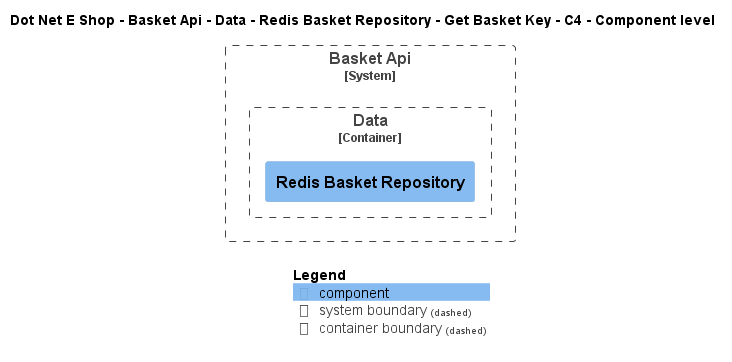 Dot Net E Shop - Basket Api - Data - Redis Basket Repository - Get Basket Key - C4 - Component level
Basket Api
[System]
Data
[Container]
Redis Basket Repository
Legend
component
system boundary (dashed)
container boundary (dashed)